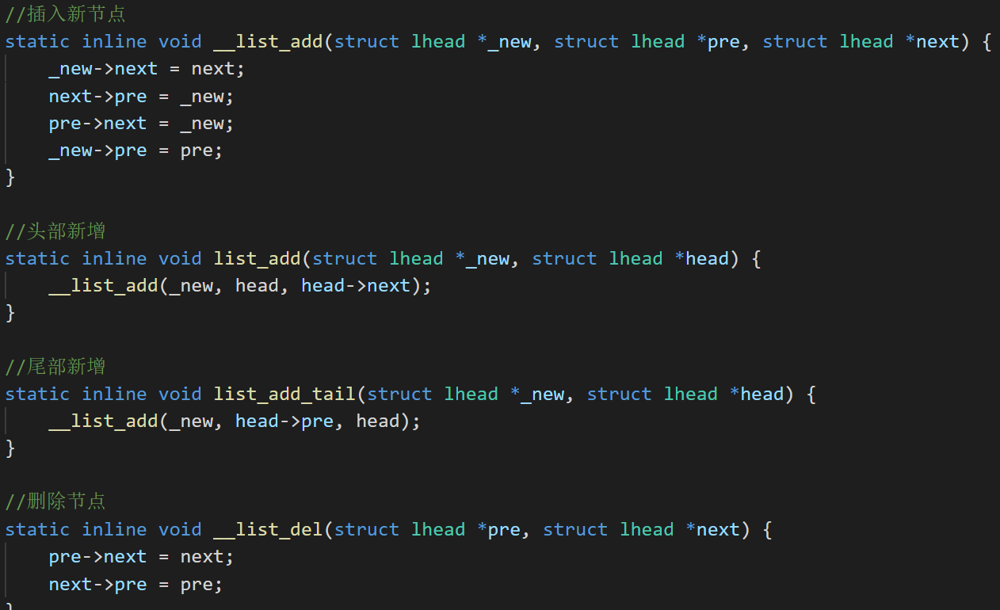 //插入新节点
static inline void __list_add(struct lhead *_new, struct lhead *pre, struct lhead *next) {
    _new->next = next;
    next->pre = _new;
    pre->next = _new;
    _new->pre = pre;
}
//头部新增
static inline void list_add(struct lhead *_new, struct lhead *head) {
    __list_add(_new, head, head->next);
}
//尾部新增
static inline void list_add_tail(struct lhead *_new, struct lhead *head) {
    __list_add(_new, head->pre, head);
}
//删除节点
static inline void __list_del(struct lhead *pre, struct lhead *next) {
    pre->next = next;
    next->pre = pre;
}